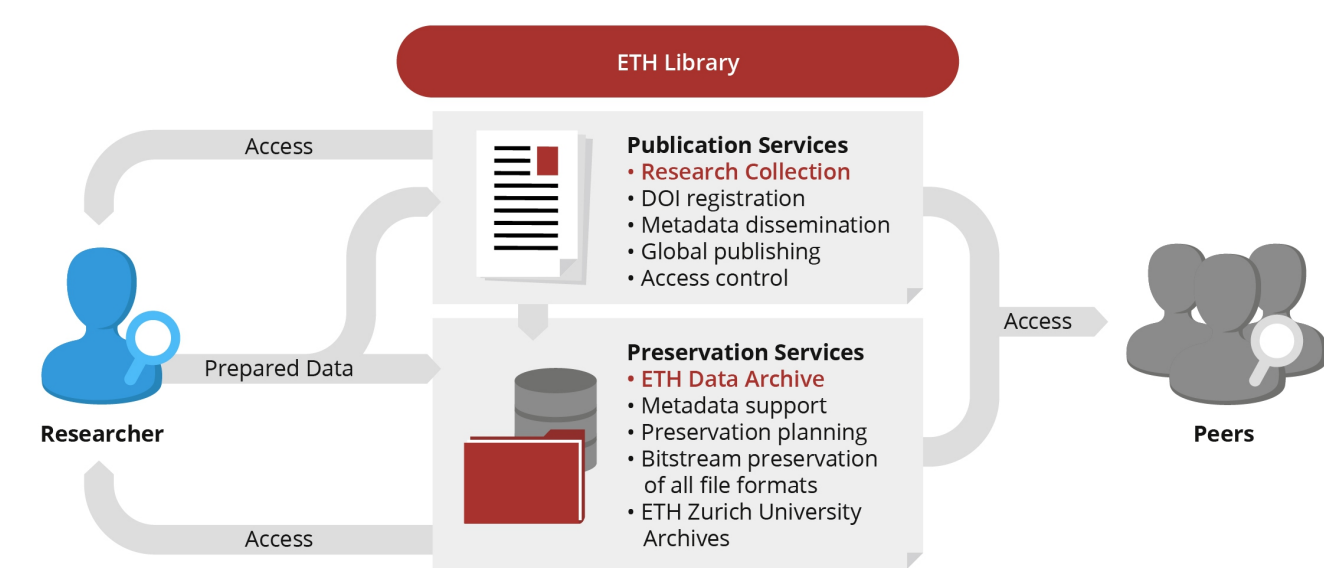 ETH Library
Access
Publication Services
• Research Collection
• DOI registration
• Metadata dissemination
• Global publishing
• Access control
Access
Prepared Data
Preservation Services
• ETH Data Archive
• Metadata support
• Preservation planning
• Bitstream preservation
of all file formats
• ETH Zurich University
Archives
Researcher
Peers
Access